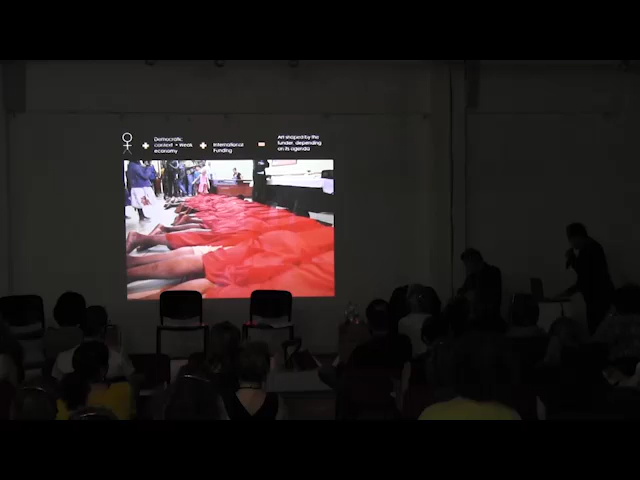 Democratic
context + Weak
economy
+
International
Funding
=
Art shaped by the
funder, depending
on its agenda